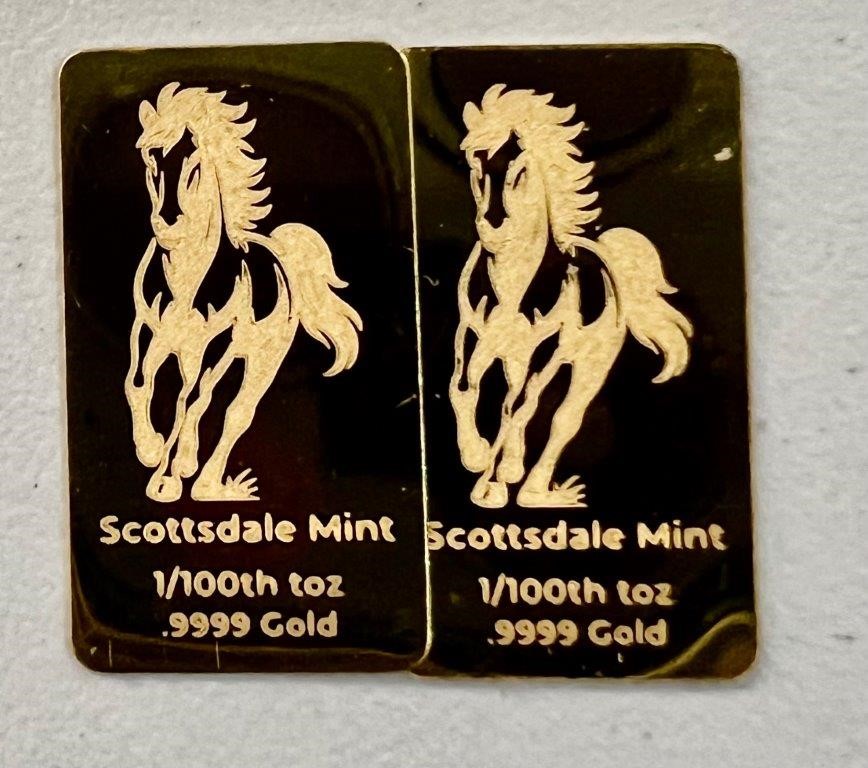 Scottsdale Mint
1/100th toz
.9999 Gold
Scottsdale Mint
1/100th toz
.9999 Gold